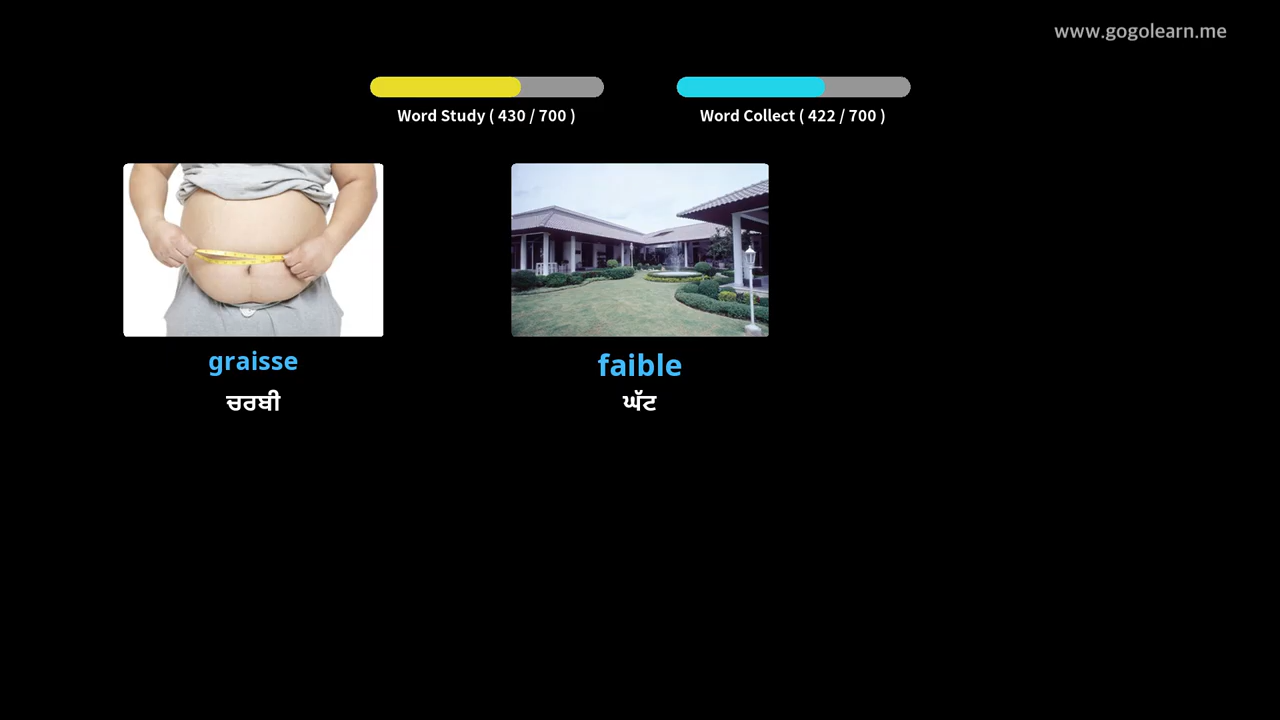 www.gogolearn.me
Word Study ( 430 / 700 )
Word Collect ( 422 / 700 )
graisse
ਚਰਬੀ
faible
ਘੱਟ